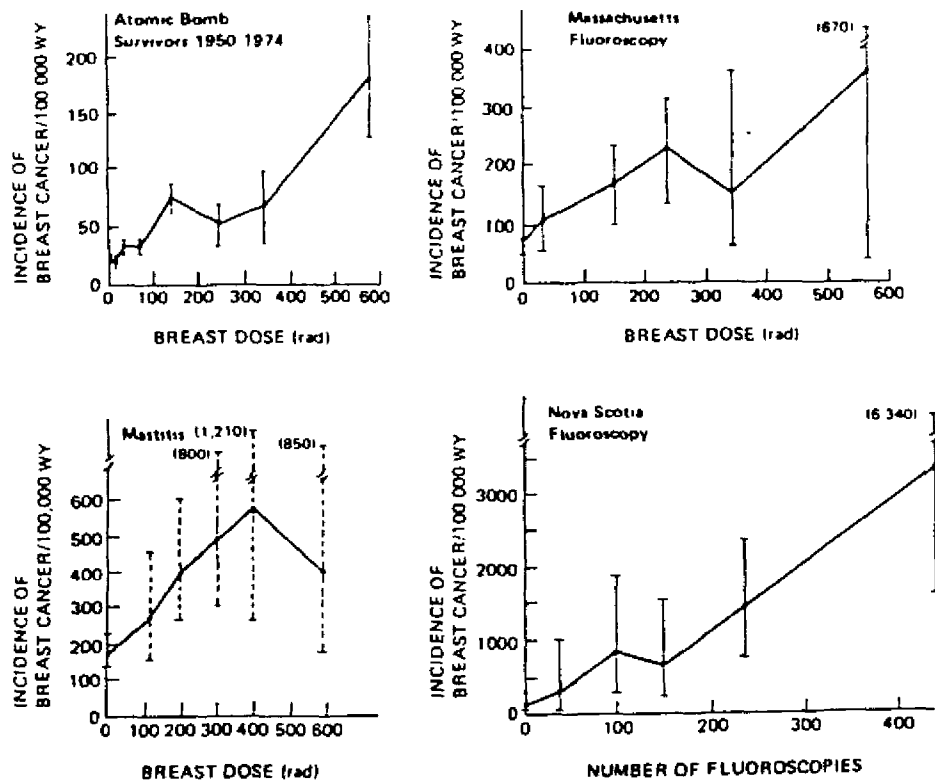 Atomic Bomb
Survivors 1950 1974
200
150
100
50
0
0 100 200 300 400 500 600
INCIDENCE OF
BREAST CANCER/100 000 WY
BREAST DOSE (rad)
Massachusetts
Fluoroscopy
(670)
400
300
200
100
0
0 100 200 300 400 500 600
INCIDENCE OF
BREAST CANCER/100 000 WY
BREAST DOSE (rad)
Mastitis (1,210)
(800)
(850)
600
500
400
300
200
100
0
0 100 200 300 400 500 600
INCIDENCE OF
BREAST CANCER/100,000 WY
BREAST DOSE (rad)
Nova Scotia
Fluoroscopy
(6 340)
3000
2000
1000
0
0 100 200 300 400
INCIDENCE OF
BREAST CANCER/100 000 WY
NUMBER OF FLUOROSCOPIES